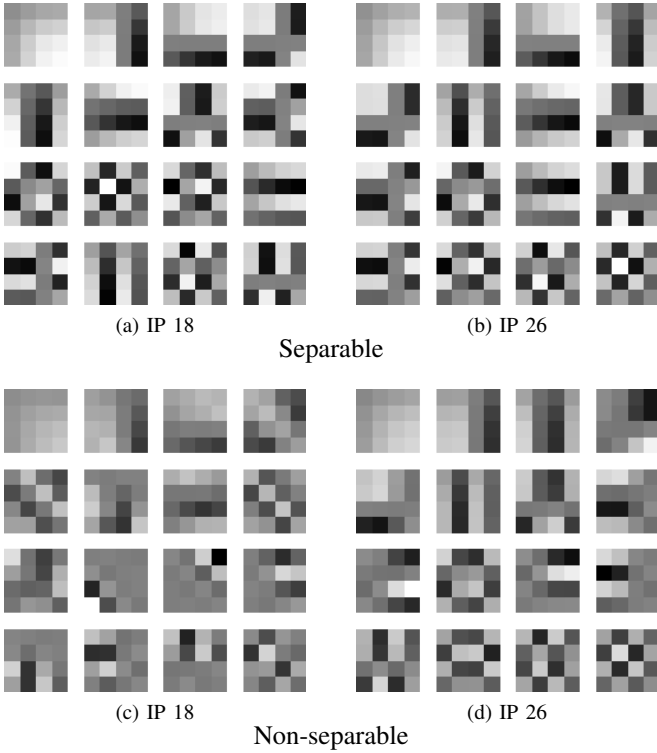 (a) IP 18
(b) IP 26
Separable
(c) IP 18
(d) IP 26
Non-separable